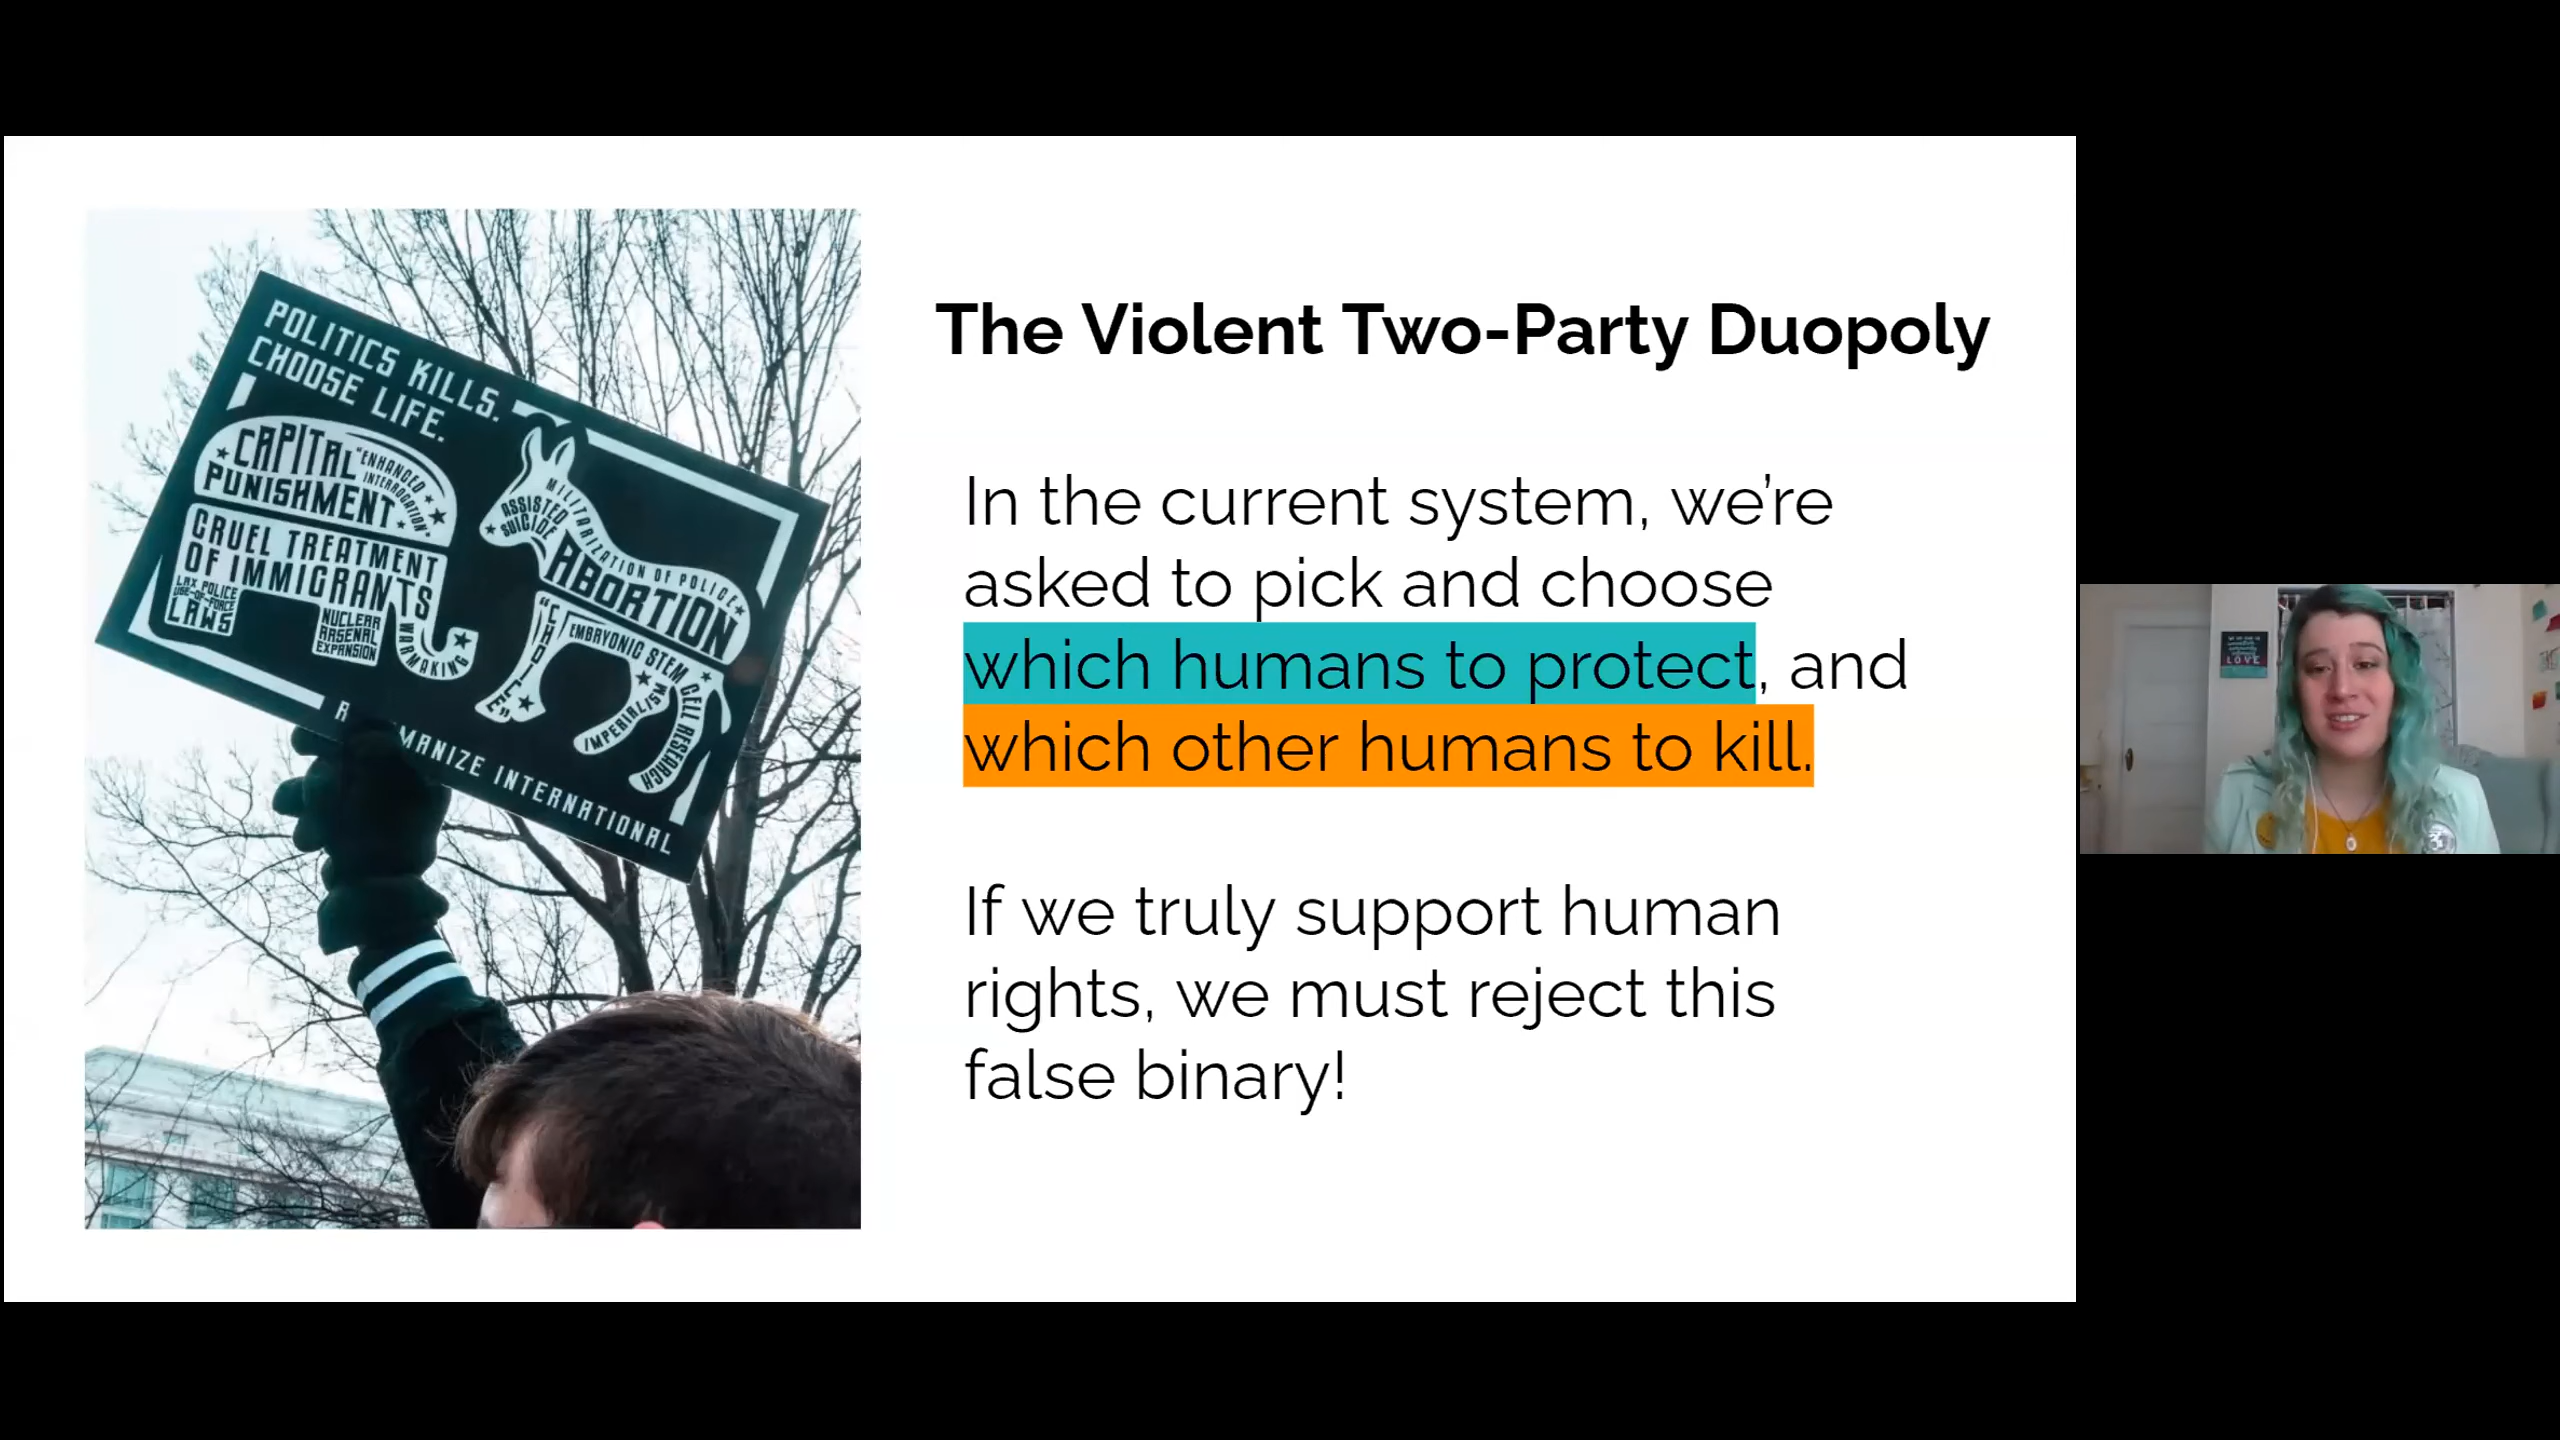 POLITICS KILLS.
CHOOSE LIFE.
CAPITAL
PUNISHMENT
"ENHANCED
INTERROGATION"
CRUEL TREATMENT
OF IMMIGRANTS
LAX POLICE
USE-OF-FORCE
LAWS
NUCLEAR
ARSENAL
EXPANSION
WARMAKING
ASSISTED
SUICIDE
MILITARIZATION OF POLICE
ABORTION
"CHOICE"
EMBRYONIC STEM CELL RESEARCH
IMPERIALISM
R MANIZE INTERNATIONAL
The Violent Two-Party Duopoly
In the current system, we're
asked to pick and choose
which humans to protect, and
which other humans to kill.
If we truly support human
rights, we must reject this
false binary!
LOVE